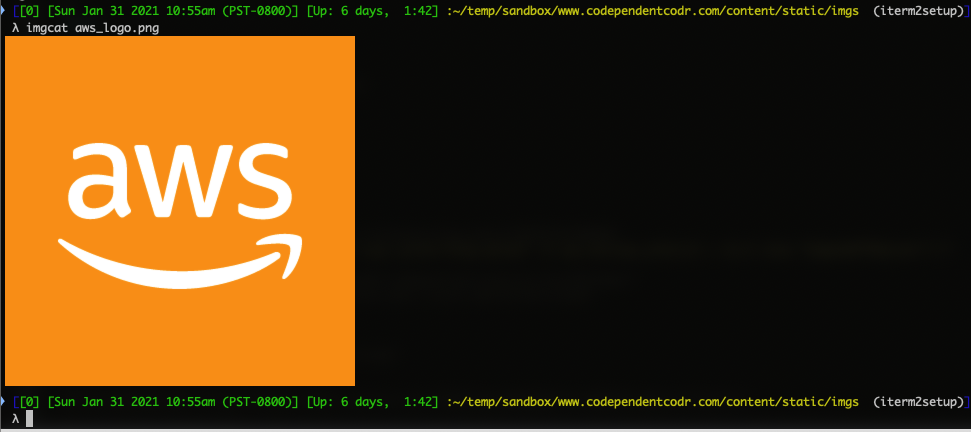 [[0] [Sun Jan 31 2021 10:55am (PST-0800)] [Up: 6 days,  1:42] :~/temp/sandbox/www.codependentcodr.com/content/static/imgs  (iterm2setup)]
λ imgcat aws_logo.png
aws
[[0] [Sun Jan 31 2021 10:55am (PST-0800)] [Up: 6 days,  1:42] :~/temp/sandbox/www.codependentcodr.com/content/static/imgs  (iterm2setup)]
λ